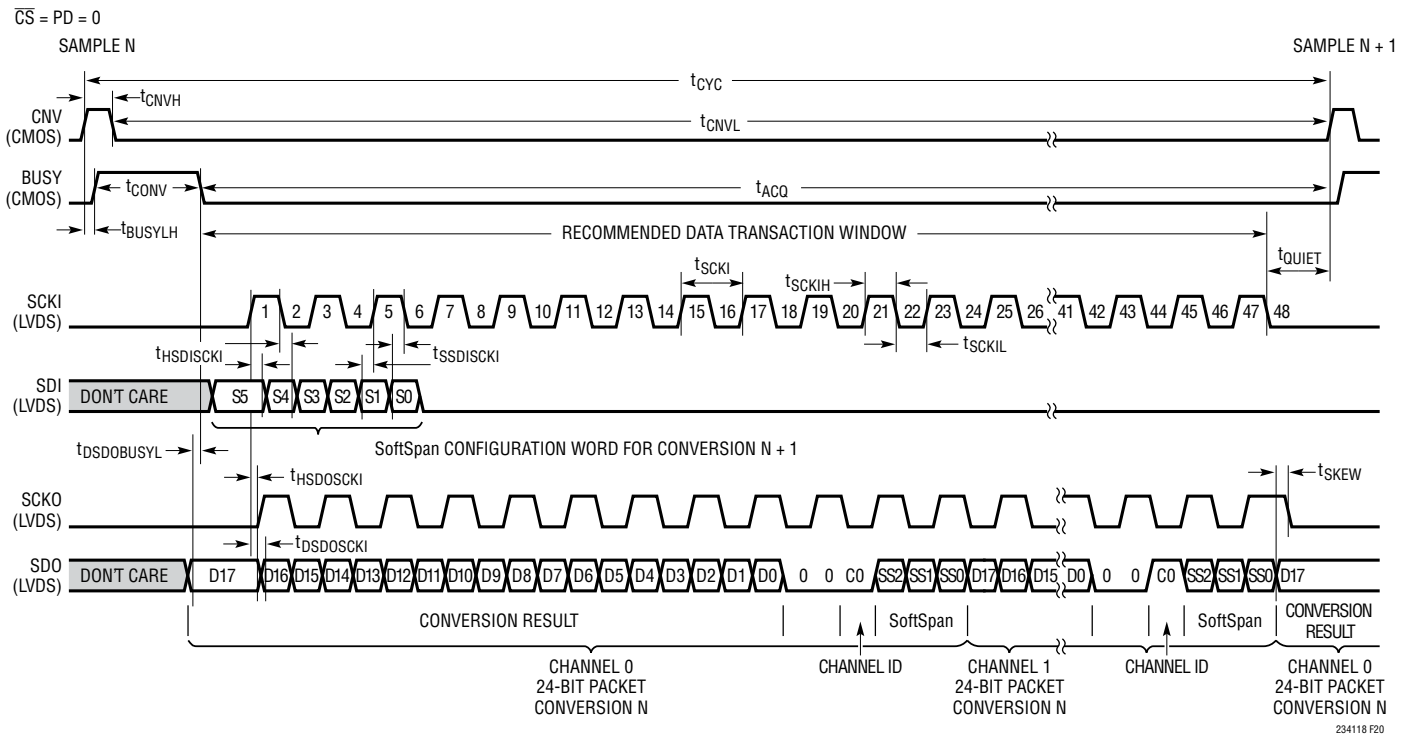 CS = PD = 0
SAMPLE N
SAMPLE N + 1
tCYC
tCNVH
CNV
(CMOS)
tCNVL
BUSY
(CMOS)
tCONV
tACQ
tBUSYLH
RECOMMENDED DATA TRANSACTION WINDOW
tQUIET
tSCKI
tSCKIH
SCKI
(LVDS)
1 2 3 4 5 6 7 8 9 10 11 12 13 14 15 16 17 18 19 20 21 22 23 24 25 26 41 42 43 44 45 46 47 48
tHSDISCKI
tSSDISCKI
tSCKIL
SDI
(LVDS)
DON'T CARE S5 S4 S3 S2 S1 S0
tDSDOBUSYL
SoftSpan CONFIGURATION WORD FOR CONVERSION N + 1
tHSDOSCKI
tSKEW
SCKO
(LVDS)
tDSDOSCKI
SDO
(LVDS)
DON'T CARE D17 D16 D15 D14 D13 D12 D11 D10 D9 D8 D7 D6 D5 D4 D3 D2 D1 D0 0 0 C0 SS2 SS1 SS0 D17 D16 D15 D0 0 0 C0 SS2 SS1 SS0 D17
CONVERSION RESULT
SoftSpan
SoftSpan
CONVERSION
RESULT
CHANNEL 0
24-BIT PACKET
CONVERSION N
CHANNEL ID
CHANNEL 1
24-BIT PACKET
CONVERSION N
CHANNEL ID
CHANNEL 0
24-BIT PACKET
CONVERSION N
234118 F20